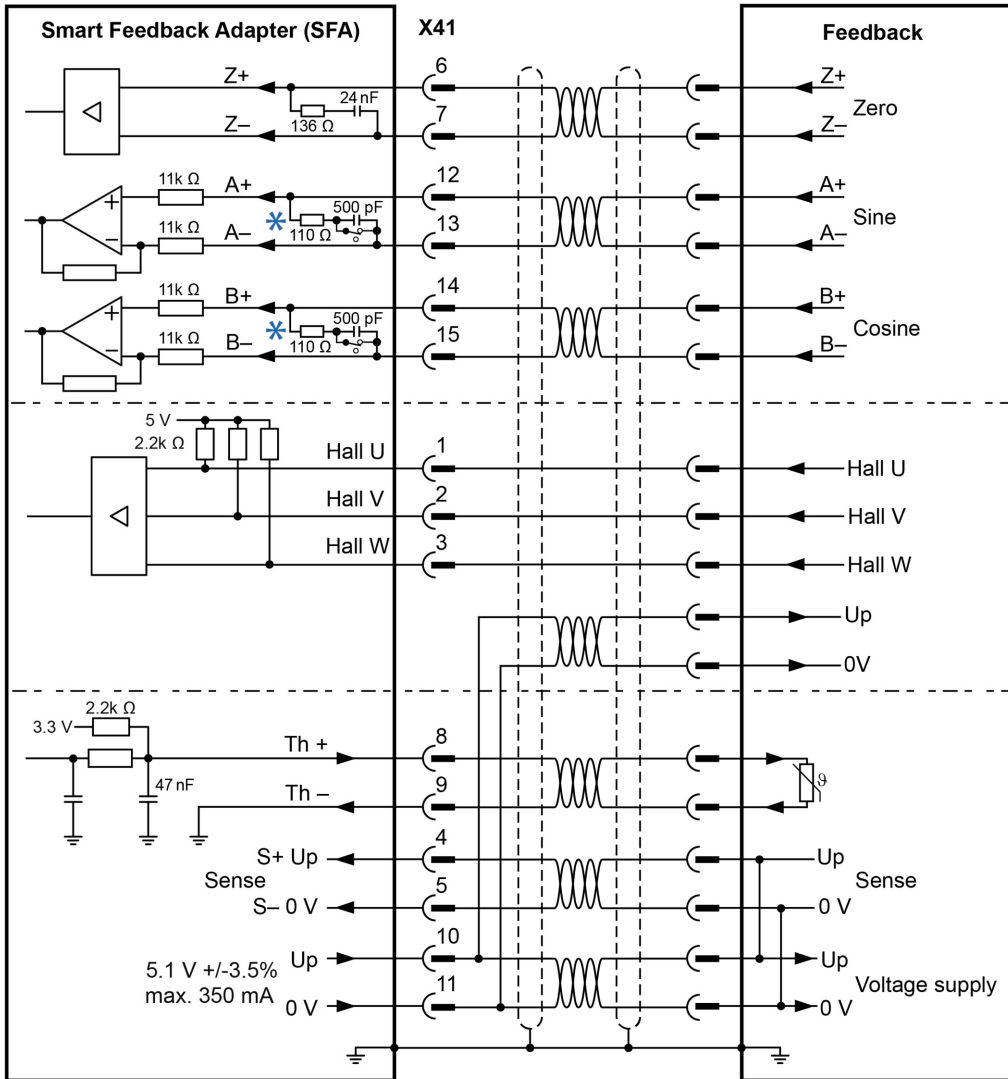 Smart Feedback Adapter (SFA) X41 Feedback
6
Z+ Z+
24 nF
136 Ω
7
Zero
Z– Z–
12
11k Ω A+ A+
500 pF
110 Ω
13
Sine
11k Ω A– * A–
14
11k Ω B+ B+
500 pF
110 Ω
15
Cosine
11k Ω B– * B–
5 V
2.2k Ω
Hall U 1 Hall U
Hall V 2 Hall V
Hall W 3 Hall W
Up
0V
2.2k Ω
3.3 V
Th + 8
47 nF
ϑ
Th – 9
S+ Up 4 Up
Sense Sense
S– 0 V 5 0 V
5.1 V +/-3.5%
max. 350 mA
Up 10 Up
Voltage supply
0 V 11 0 V